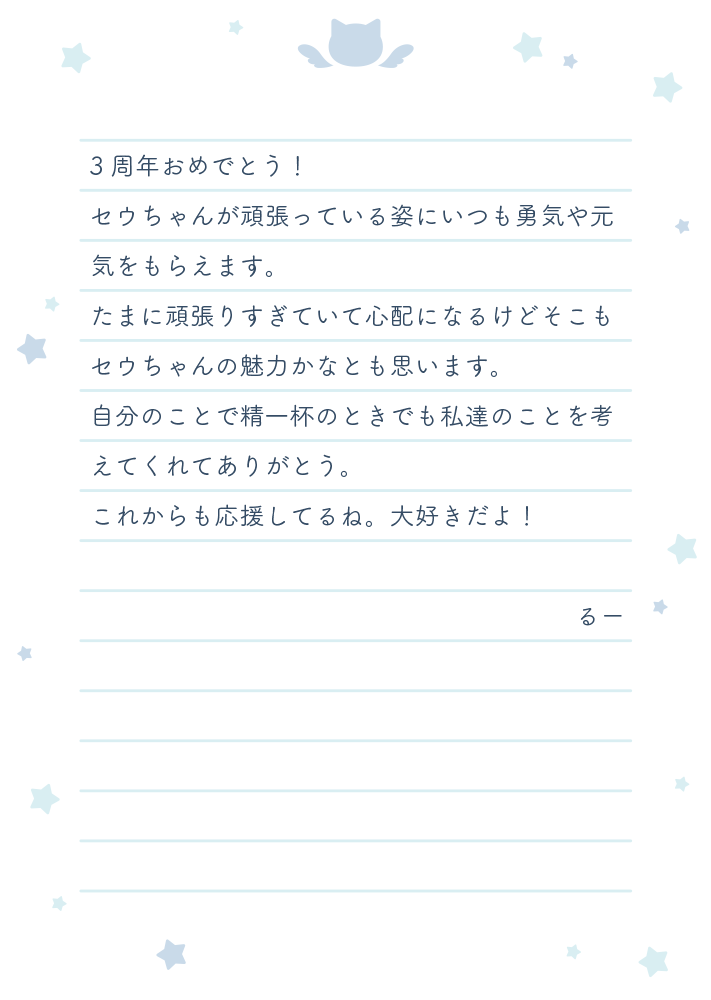 3周年おめでとう！
セウちゃんが頑張っている姿にいつも勇気や元
気をもらえます。
たまに頑張りすぎていて心配になるけどそこも
セウちゃんの魅力かなとも思います。
自分のことで精一杯のときでも私達のことを考
えてくれてありがとう。
これからも応援してるね。大好きだよ！
るー